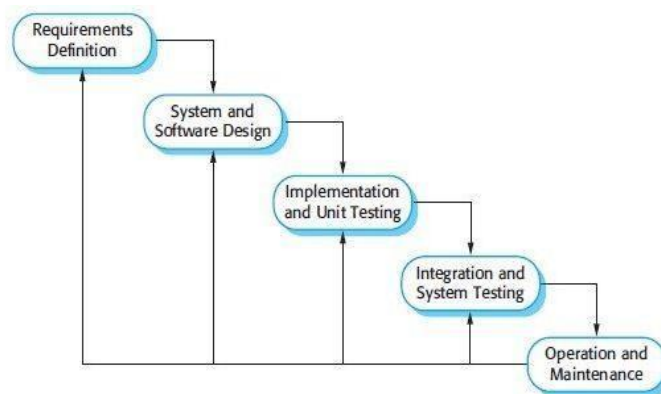 Requirements
Definition
System and
Software Design
Implementation
and Unit Testing
Integration and
System Testing
Operation and
Maintenance